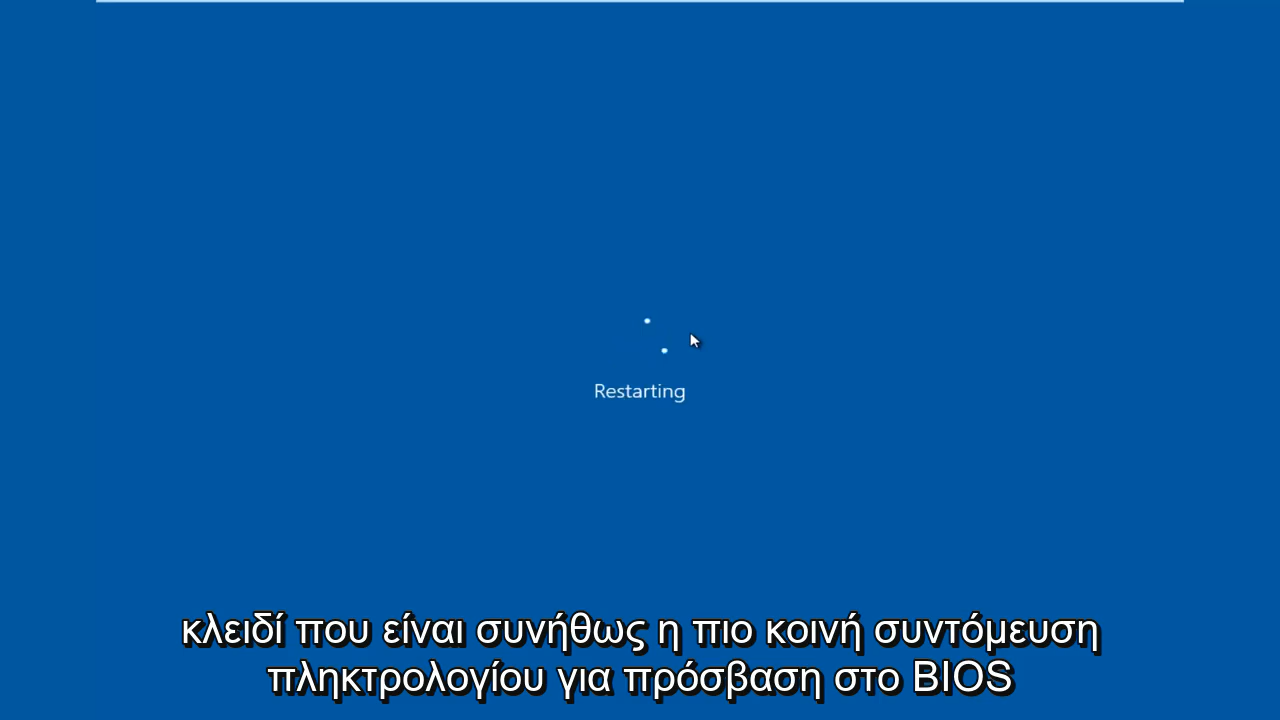 Restarting
κλειδί που είναι συνήθως η πιο κοινή συντόμευση
πληκτρολογίου για πρόσβαση στο BIOS